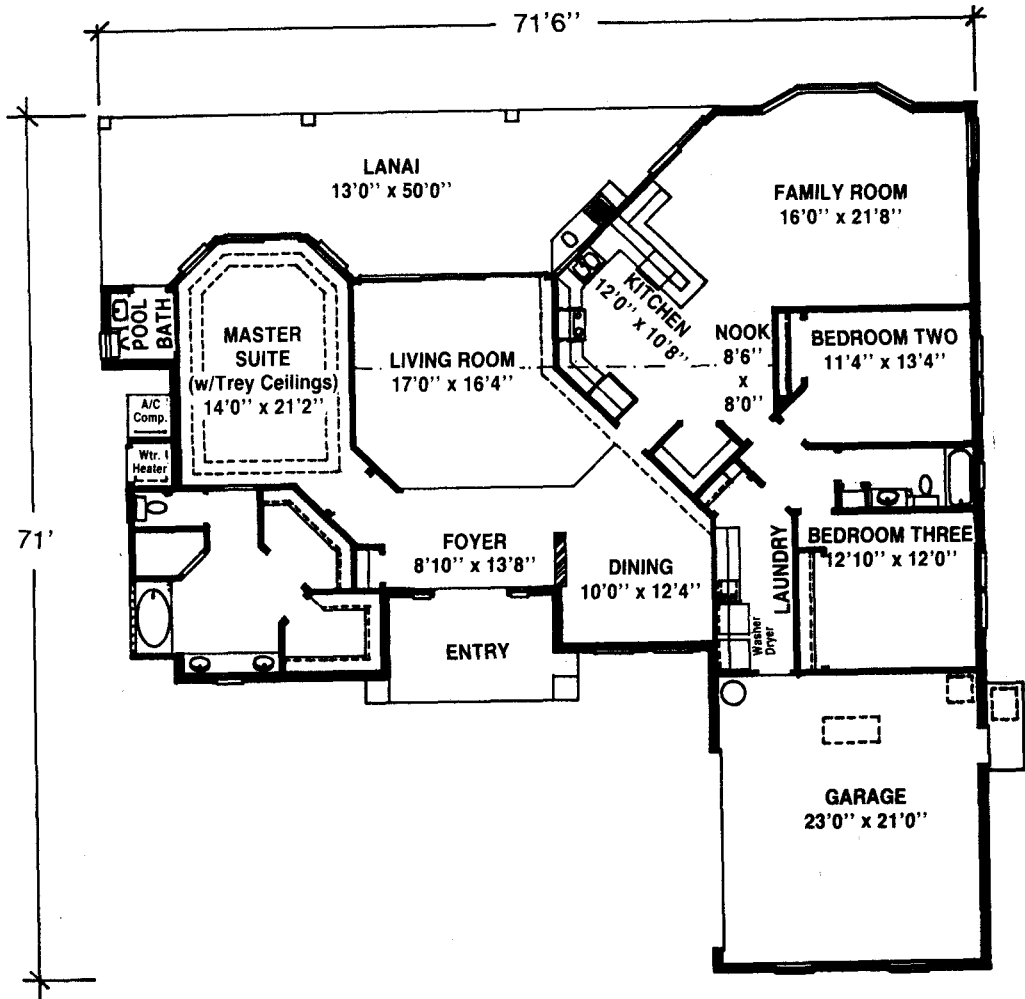 71'6''
LANAI
13'0'' x 50'0''
FAMILY ROOM
16'0'' x 21'8''
POOL
BATH
MASTER
SUITE
(w/Trey Ceilings)
14'0'' x 21'2''
LIVING ROOM
17'0'' x 16'4''
KITCHEN
12'0'' x 10'8''
NOOK
8'6''
x
8'0''
BEDROOM TWO
11'4'' x 13'4''
A/C
Comp.
Wtr.
Heater
71'
FOYER
8'10'' x 13'8''
DINING
10'0'' x 12'4''
LAUNDRY
BEDROOM THREE
12'10'' x 12'0''
Washer
Dryer
ENTRY
GARAGE
23'0'' x 21'0''